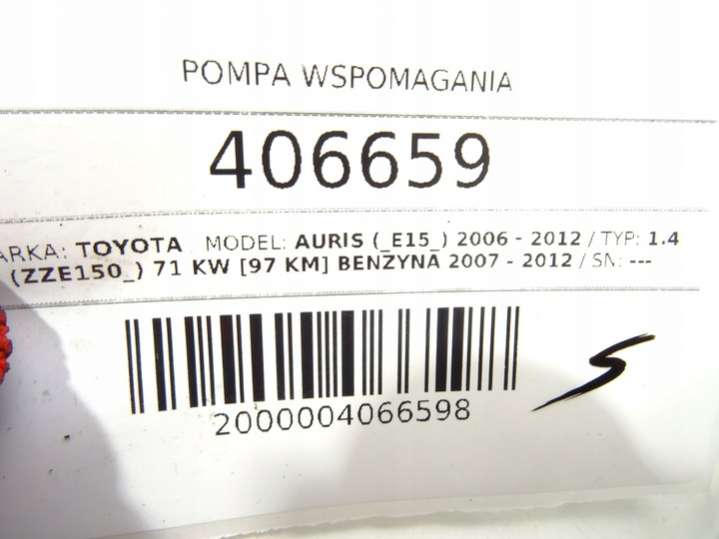 POMPA WSPOMAGANIA
406659
ARKA: TOYOTA MODEL: AURIS (_E15_) 2006 - 2012 / TYP: 1.4
(ZZE150_) 71 KW [97 KM] BENZYNA 2007 - 2012 / SN: ---
2000004066598
S